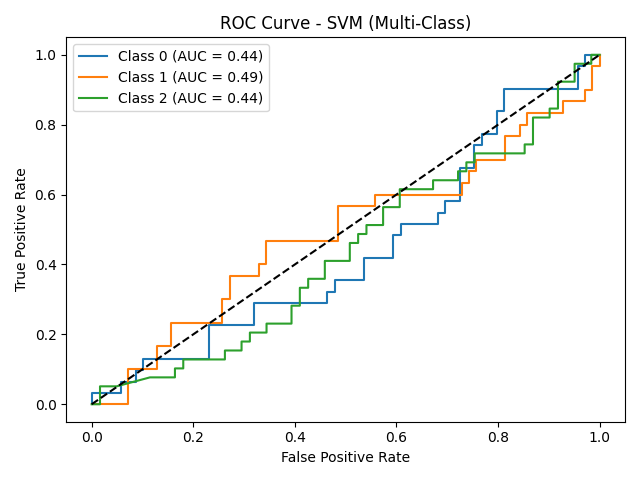 ROC Curve - SVM (Multi-Class)
Class 0 (AUC = 0.44)
Class 1 (AUC = 0.49)
Class 2 (AUC = 0.44)
True Positive Rate
1.0
0.8
0.6
0.4
0.2
0.0
0.0 0.2 0.4 0.6 0.8 1.0
False Positive Rate